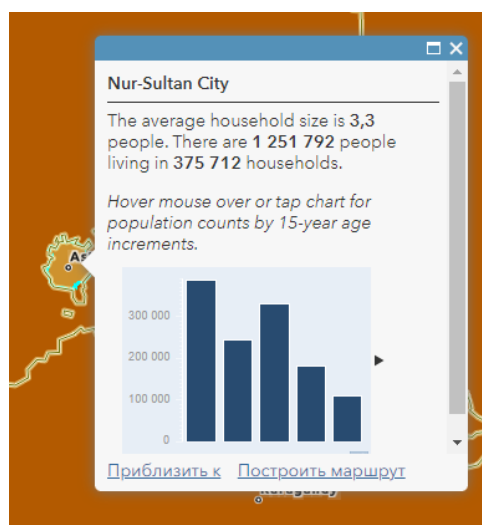 Nur-Sultan City
The average household size is 3,3
people. There are 1 251 792 people
living in 375 712 households.
Hover mouse over or tap chart for
population counts by 15-year age
increments.
As
300 000
200 000
100 000
0
Приблизить к Построить маршрут